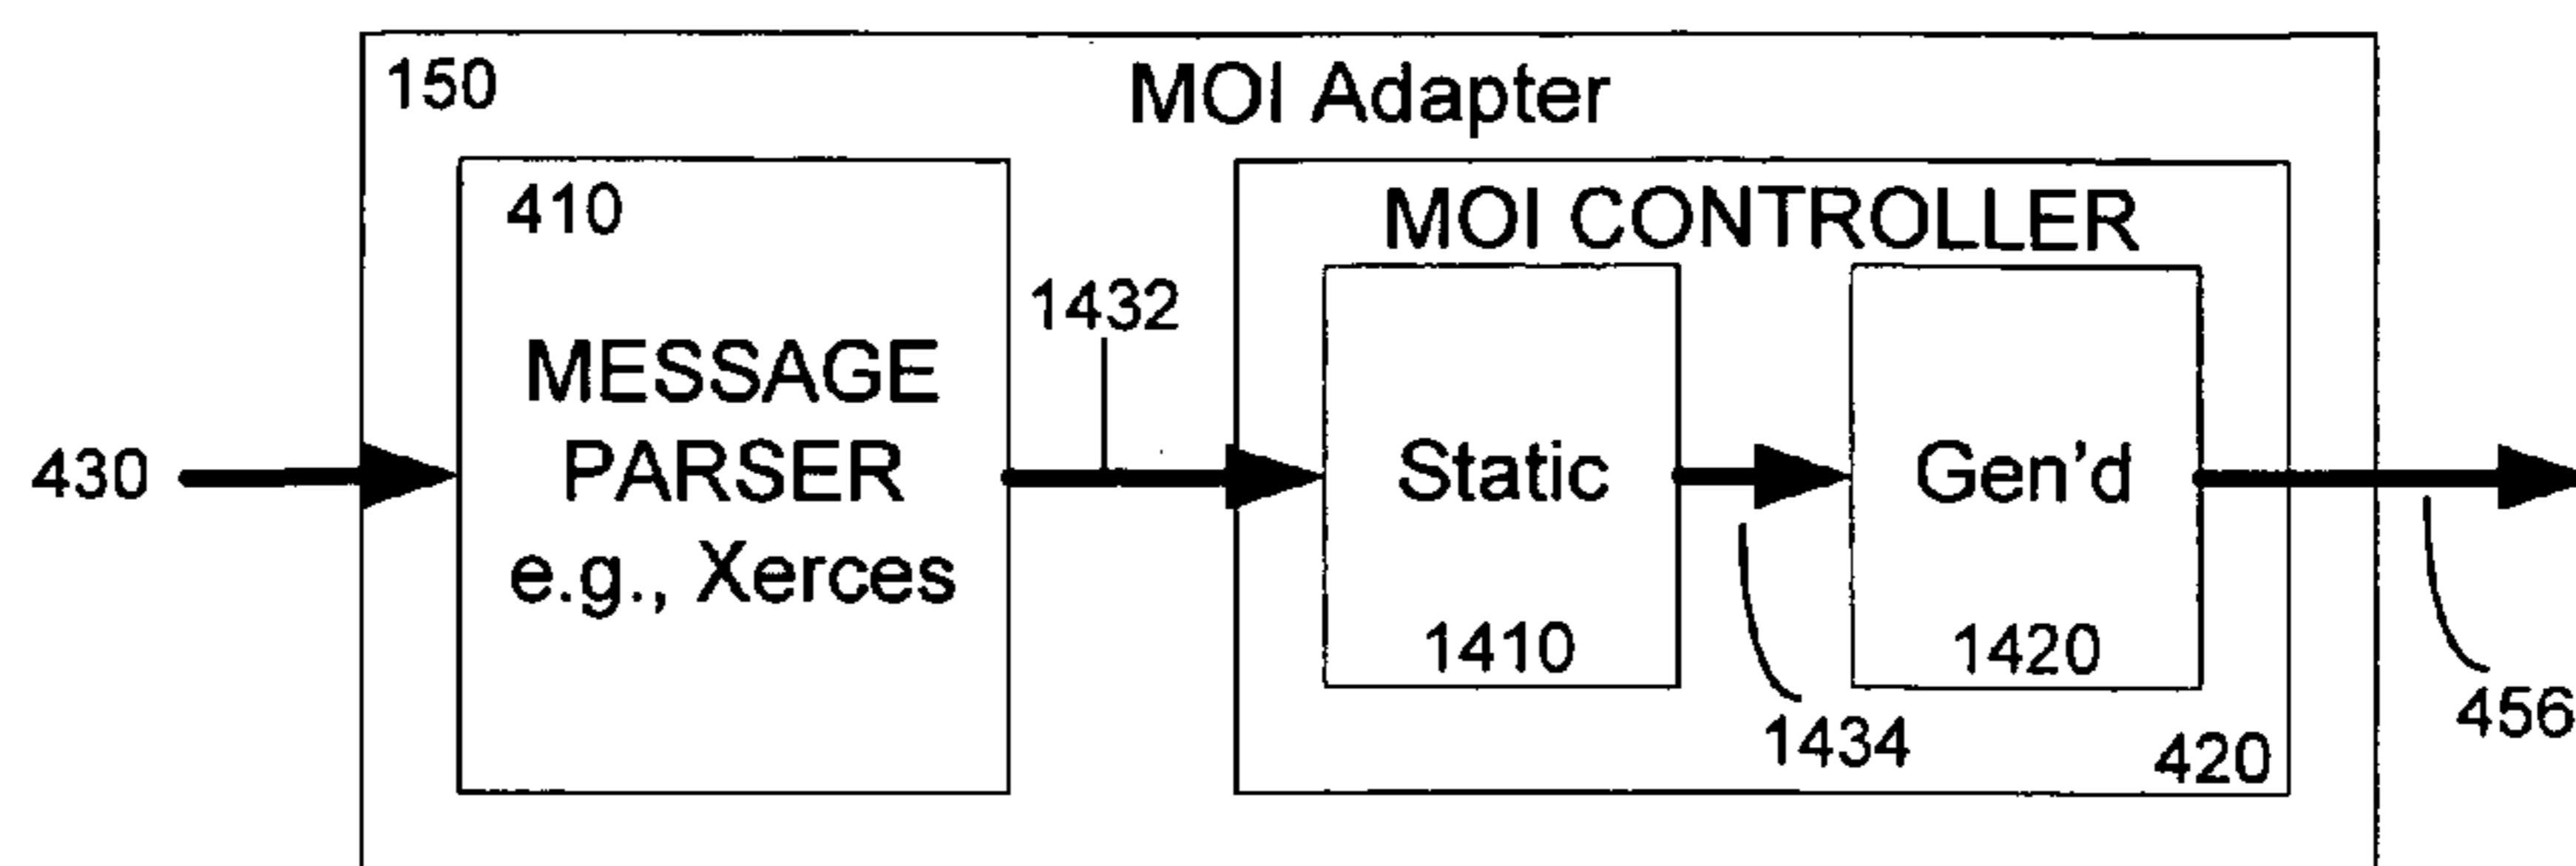 150
MOI Adapter
410
MESSAGE
PARSER
e.g., Xerces
430
1432
MOI CONTROLLER
Static
1410
1434
Gen'd
1420
420
456